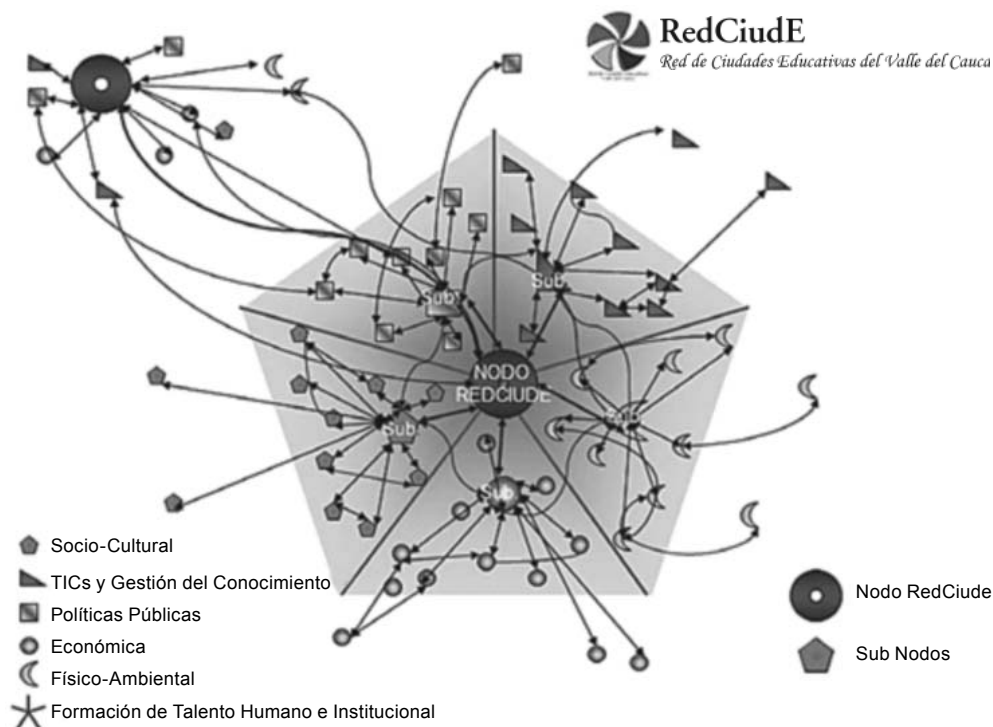 RedCiudE
Red de Ciudades Educativas del Valle del Cauca
Sub
Sub
NODO
REDCIUDE
Sub
Sub
Sub
Socio-Cultural
TICs y Gestión del Conocimiento
Políticas Públicas
Económica
Físico-Ambiental
Formación de Talento Humano e Institucional
Nodo RedCiude
Sub Nodos